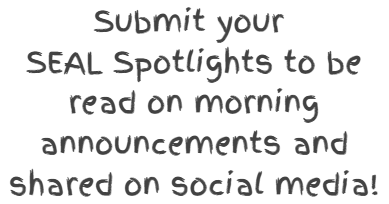 Submit your
SEAL Spotlights to be
read on morning
announcements and
shared on social media!